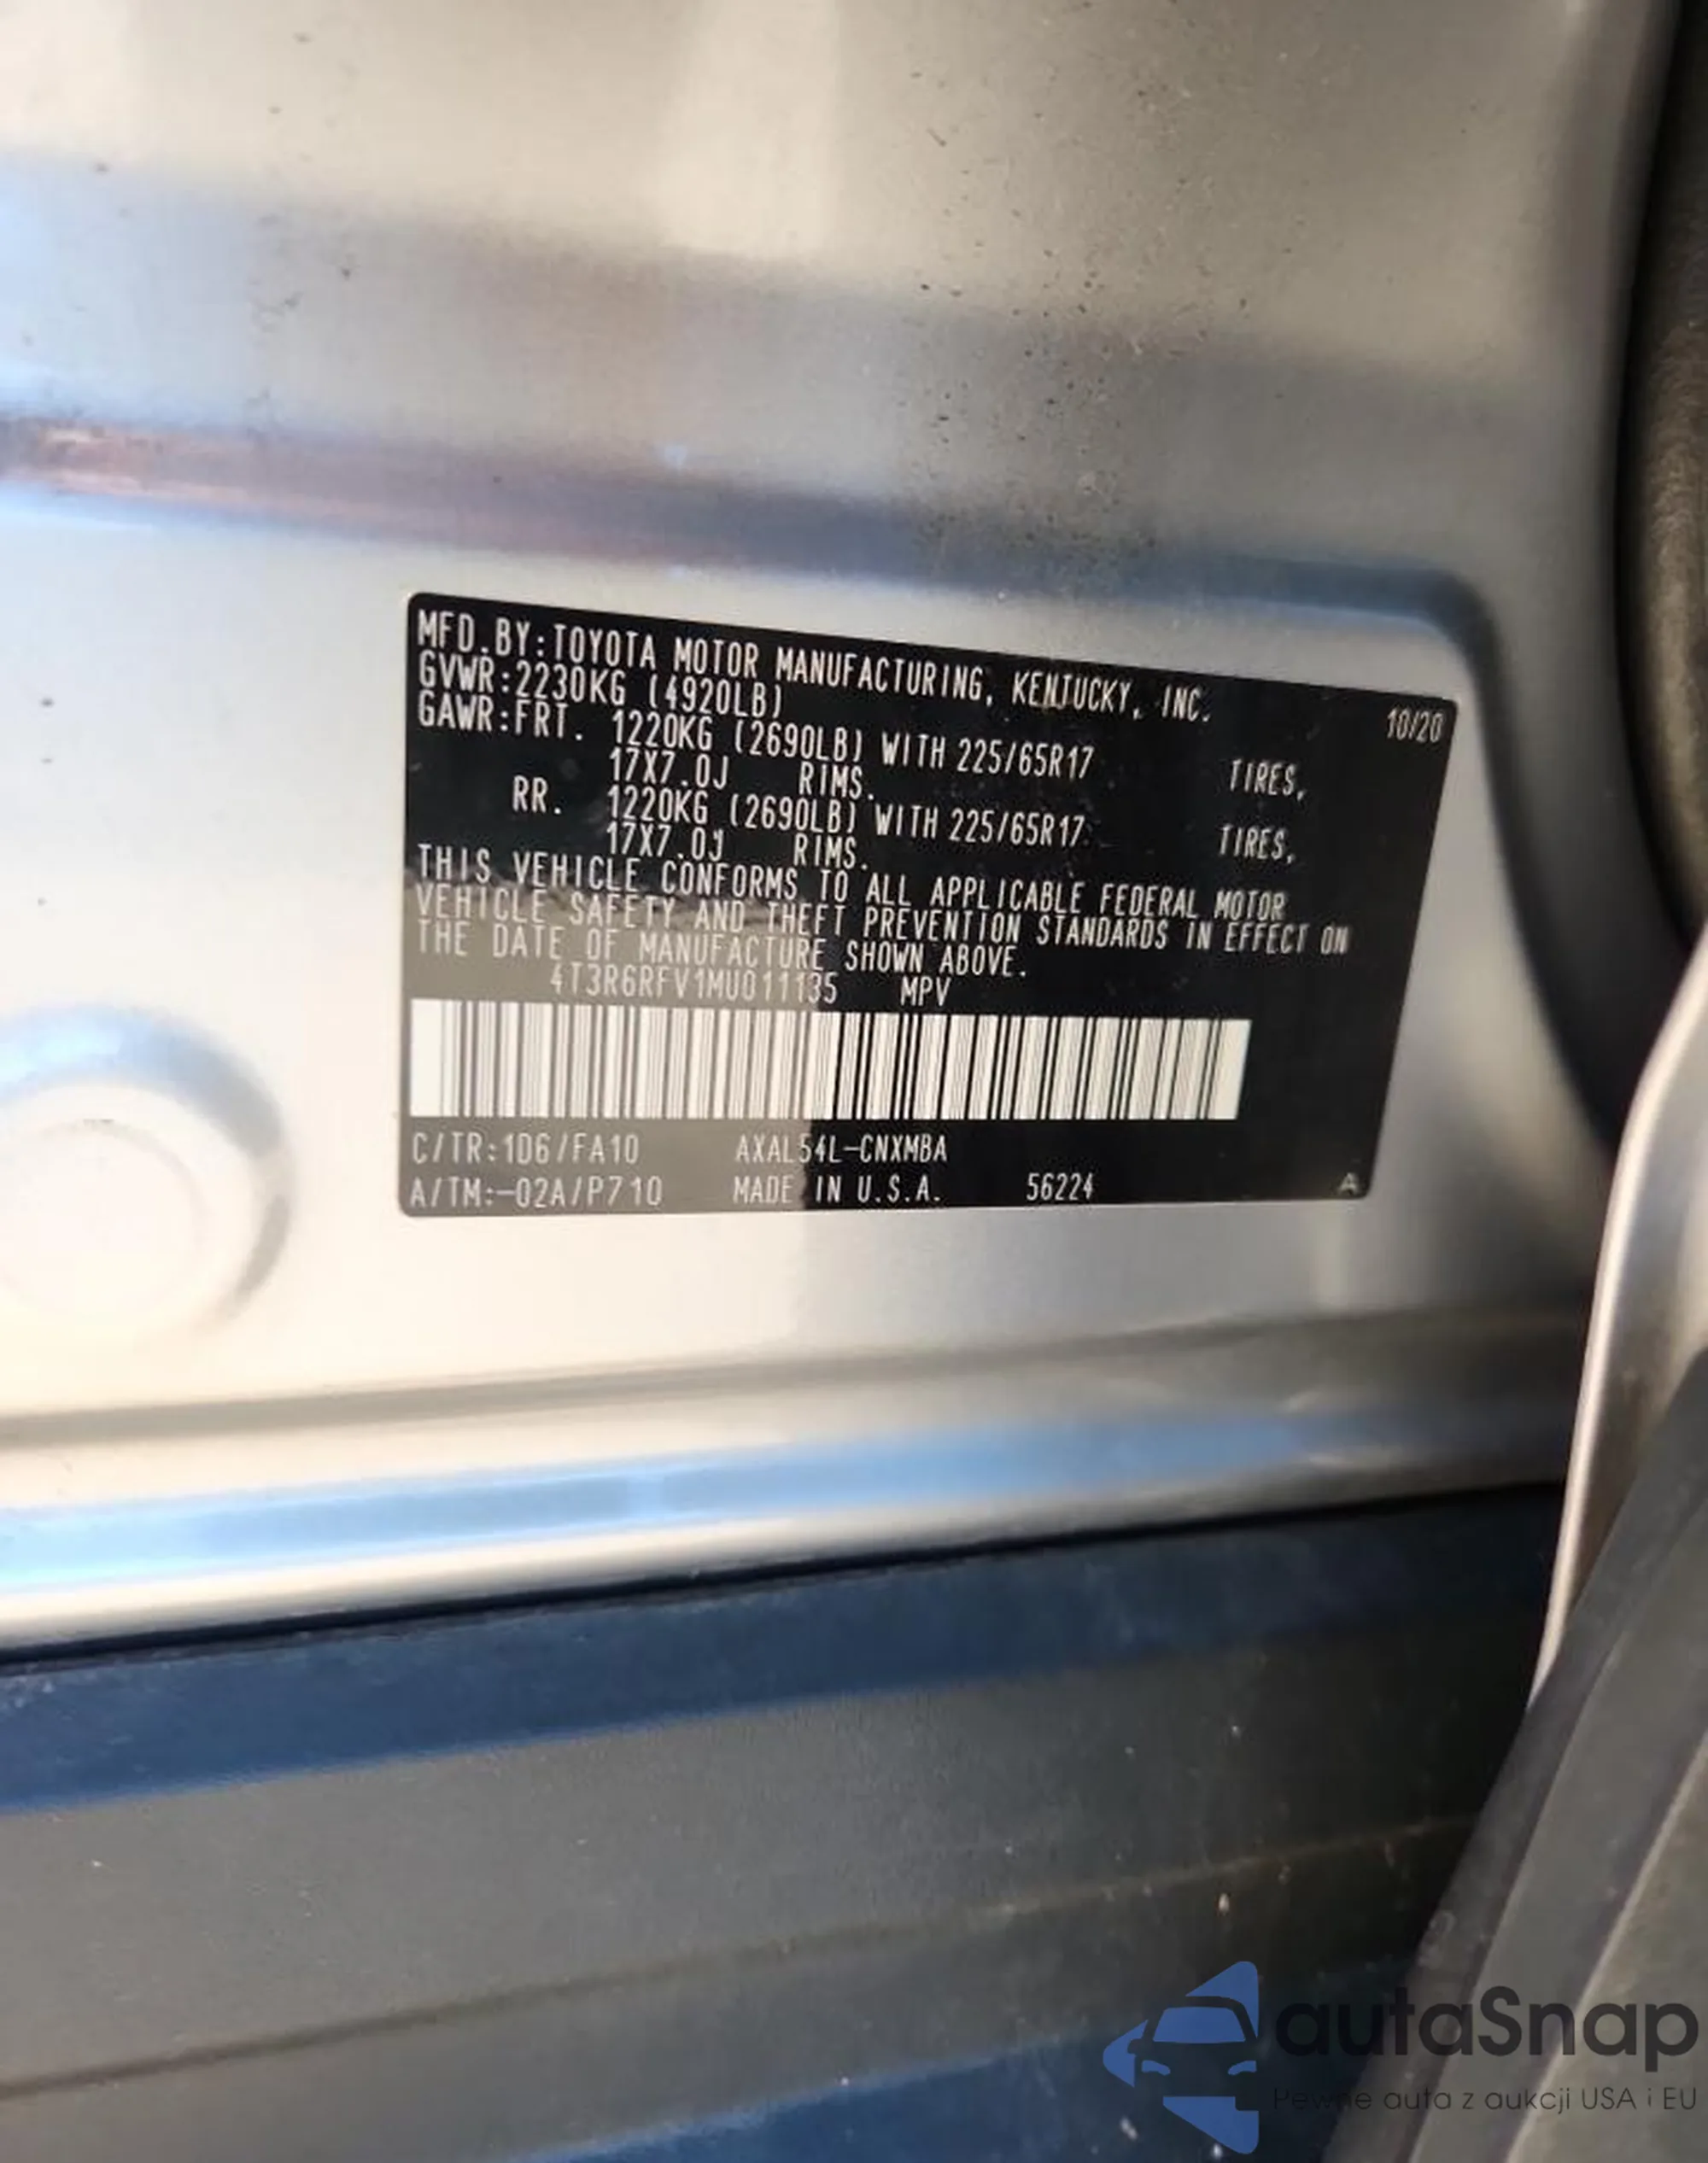 MFD.BY:TOYOTA MOTOR MANUFACTURING, KENTUCKY, INC. 10/20
GVWR:2230KG (4920LB)
GAWR:FRT. 1220KG (2690LB) WITH 225/65R17 TIRES,
17X7.0J RIMS.
RR. 1220KG (2690LB) WITH 225/65R17 TIRES,
17X7.0J RIMS.
THIS VEHICLE CONFORMS TO ALL APPLICABLE FEDERAL MOTOR
VEHICLE SAFETY AND THEFT PREVENTION STANDARDS IN EFFECT ON
THE DATE OF MANUFACTURE SHOWN ABOVE.
4T3R6RFV1MU011135 MPV
C/TR:1D6/FA10 AXAL54L-CNXMBA
A/TM:-02A/P710 MADE IN U.S.A. 56224 A
autaSnap
Pewne auta z aukcji USA i EU